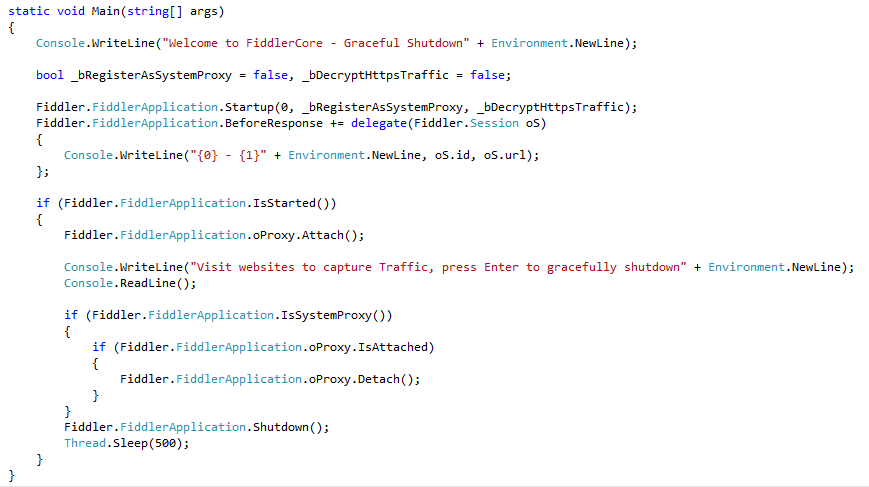 static void Main(string[] args)
{
    Console.WriteLine("Welcome to FiddlerCore - Graceful Shutdown" + Environment.NewLine);

    bool _bRegisterAsSystemProxy = false, _bDecryptHttpsTraffic = false;

    Fiddler.FiddlerApplication.Startup(0, _bRegisterAsSystemProxy, _bDecryptHttpsTraffic);
    Fiddler.FiddlerApplication.BeforeResponse += delegate(Fiddler.Session oS)
    {
        Console.WriteLine("{0} - {1}" + Environment.NewLine, oS.id, oS.url);
    };

    if (Fiddler.FiddlerApplication.IsStarted())
    {
        Fiddler.FiddlerApplication.oProxy.Attach();

        Console.WriteLine("Visit websites to capture Traffic, press Enter to gracefully shutdown" + Environment.NewLine);
        Console.ReadLine();

        if (Fiddler.FiddlerApplication.IsSystemProxy())
        {
            if (Fiddler.FiddlerApplication.oProxy.IsAttached)
            {
                Fiddler.FiddlerApplication.oProxy.Detach();
            }
        }
        Fiddler.FiddlerApplication.Shutdown();
        Thread.Sleep(500);
    }
}